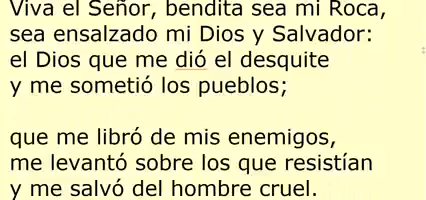 Viva el Señor, bendita sea mi Roca,
sea ensalzado mi Dios y Salvador:
el Dios que me dió el desquite
y me sometió los pueblos;
que me libró de mis enemigos,
me levantó sobre los que resistían
y me salvó del hombre cruel.